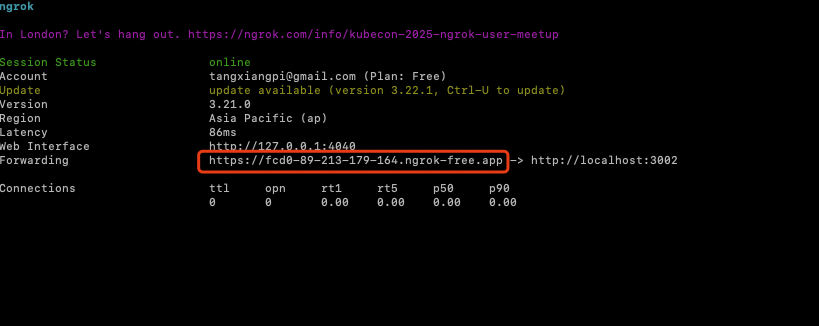 ngrok
In London? Let's hang out. https://ngrok.com/info/kubecon-2025-ngrok-user-meetup
Session Status online
Account tangxiangpi@gmail.com (Plan: Free)
Update update available (version 3.22.1, Ctrl-U to update)
Version 3.21.0
Region Asia Pacific (ap)
Latency 86ms
Web Interface http://127.0.0.1:4040
Forwarding https://fcd0-89-213-179-164.ngrok-free.app -> http://localhost:3002
Connections ttl opn rt1 rt5 p50 p90
0 0 0.00 0.00 0.00 0.00